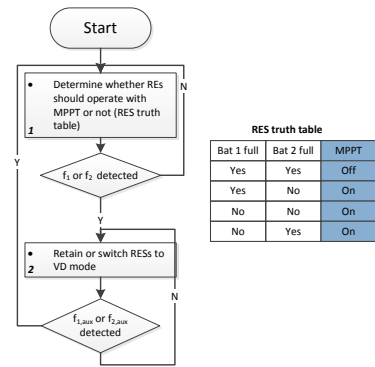 Start
• Determine whether REs
should operate with
MPPT or not (RES truth
table)
1
N
f1 or f2 detected
Y
Y
• Retain or switch RESs to
VD mode
2
N
f1,aux or f2,aux
detected
RES truth table
Bat 1 full Bat 2 full MPPT
Yes Yes Off
Yes No On
No No On
No Yes On